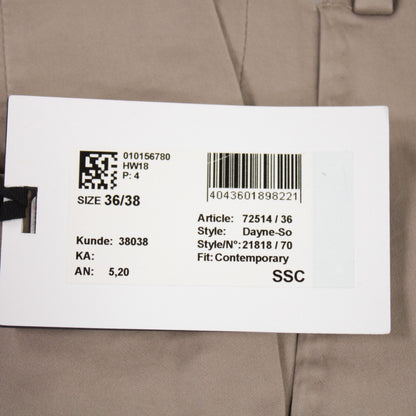 010156780
HW18
P: 4
SIZE 36/38
4043601898221
Article: 72514 / 36
Style: Dayne-So
Style/N°: 21818 / 70
Fit: Contemporary
Kunde: 38038
KA:
AN: 5,20
SSC